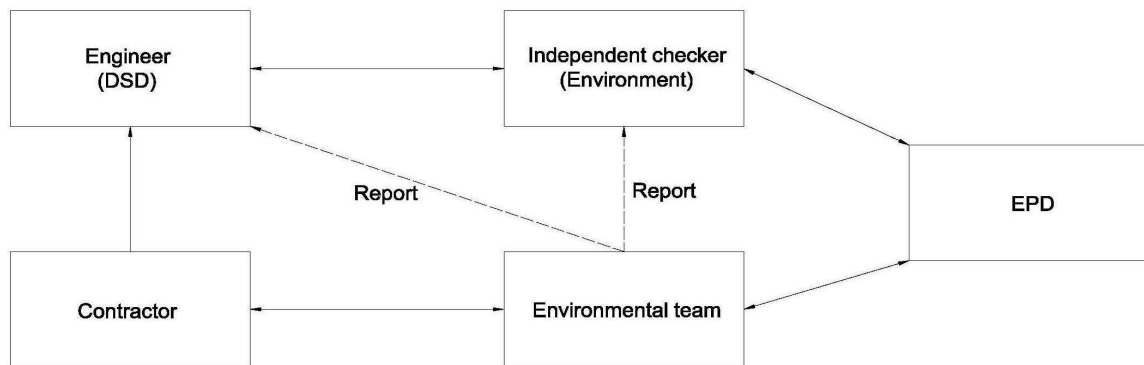 Engineer
(DSD)
Independent checker
(Environment)
EPD
Report
Report
Contractor
Environmental team